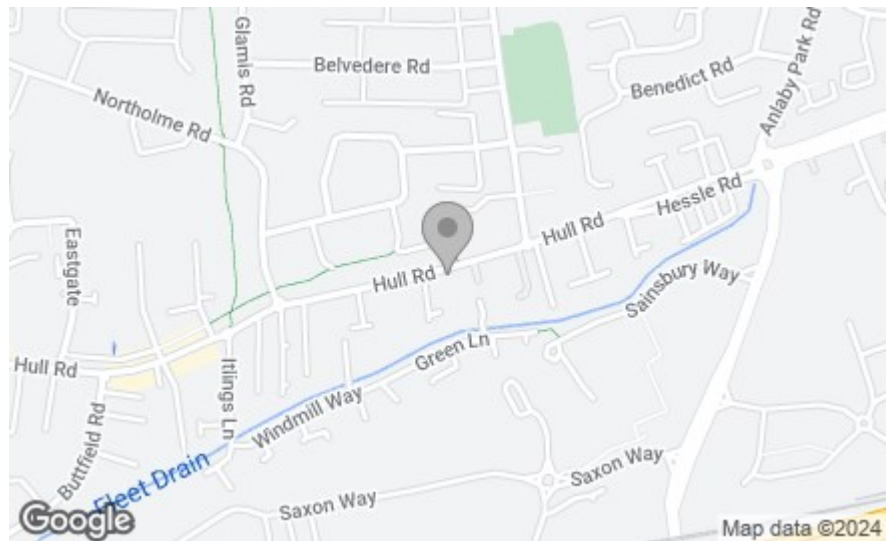 Glamis Rd
Belvedere Rd
Northolme Rd
Benedict Rd
Anlaby Park Rd
Hessle Rd
Hull Rd
Hull Rd
Eastgate
Hull Rd
Itlings Ln
Buttfield Rd
Sainsbury Way
Green Ln
Windmill Way
Fleet Drain
Saxon Way
Saxon Way
Google
Map data ©2024